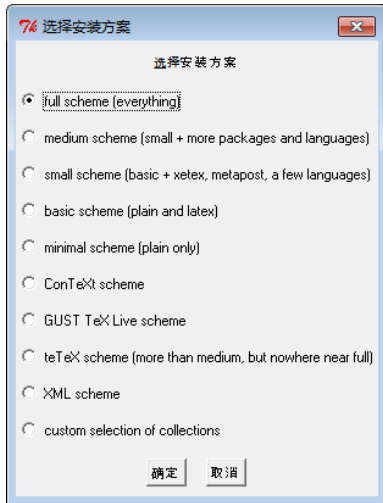 选择安装方案
选择安装方案
full scheme (everything)
medium scheme (small + more packages and languages)
small scheme (basic + xetex, metapost, a few languages)
basic scheme (plain and latex)
minimal scheme (plain only)
ConTeXt scheme
GUST TeX Live scheme
teTeX scheme (more than medium, but nowhere near full)
XML scheme
custom selection of collections
确定 取消